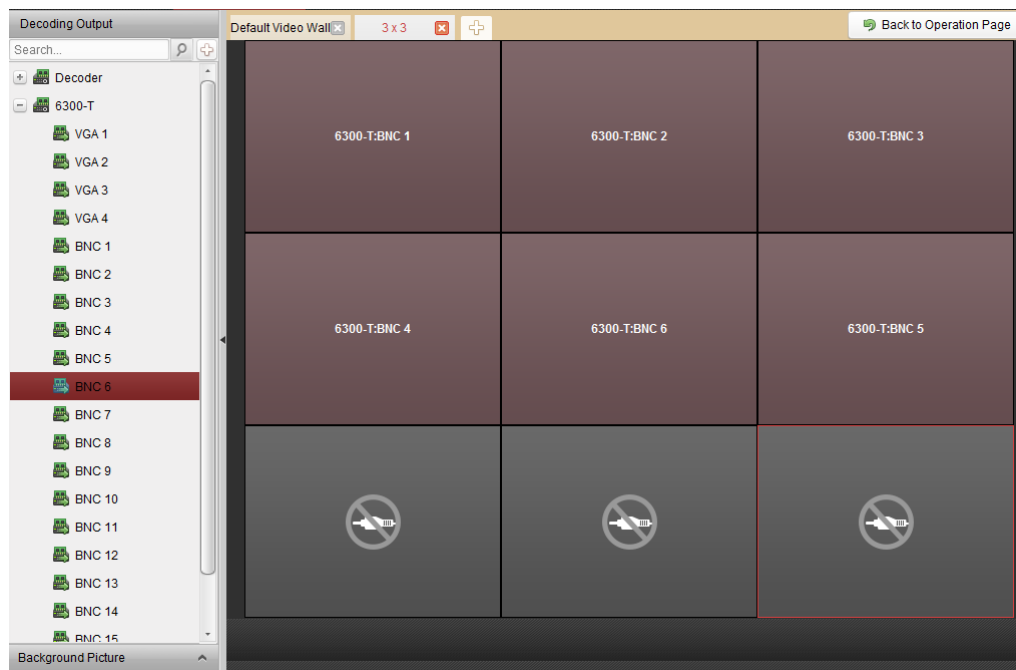 Decoding Output
Default Video Wall
3 x 3
Back to Operation Page
Search...
Decoder
6300-T
VGA 1
VGA 2
VGA 3
VGA 4
BNC 1
BNC 2
BNC 3
BNC 4
BNC 5
BNC 6
BNC 7
BNC 8
BNC 9
BNC 10
BNC 11
BNC 12
BNC 13
BNC 14
BNC 15
Background Picture
6300-T:BNC 1
6300-T:BNC 2
6300-T:BNC 3
6300-T:BNC 4
6300-T:BNC 6
6300-T:BNC 5